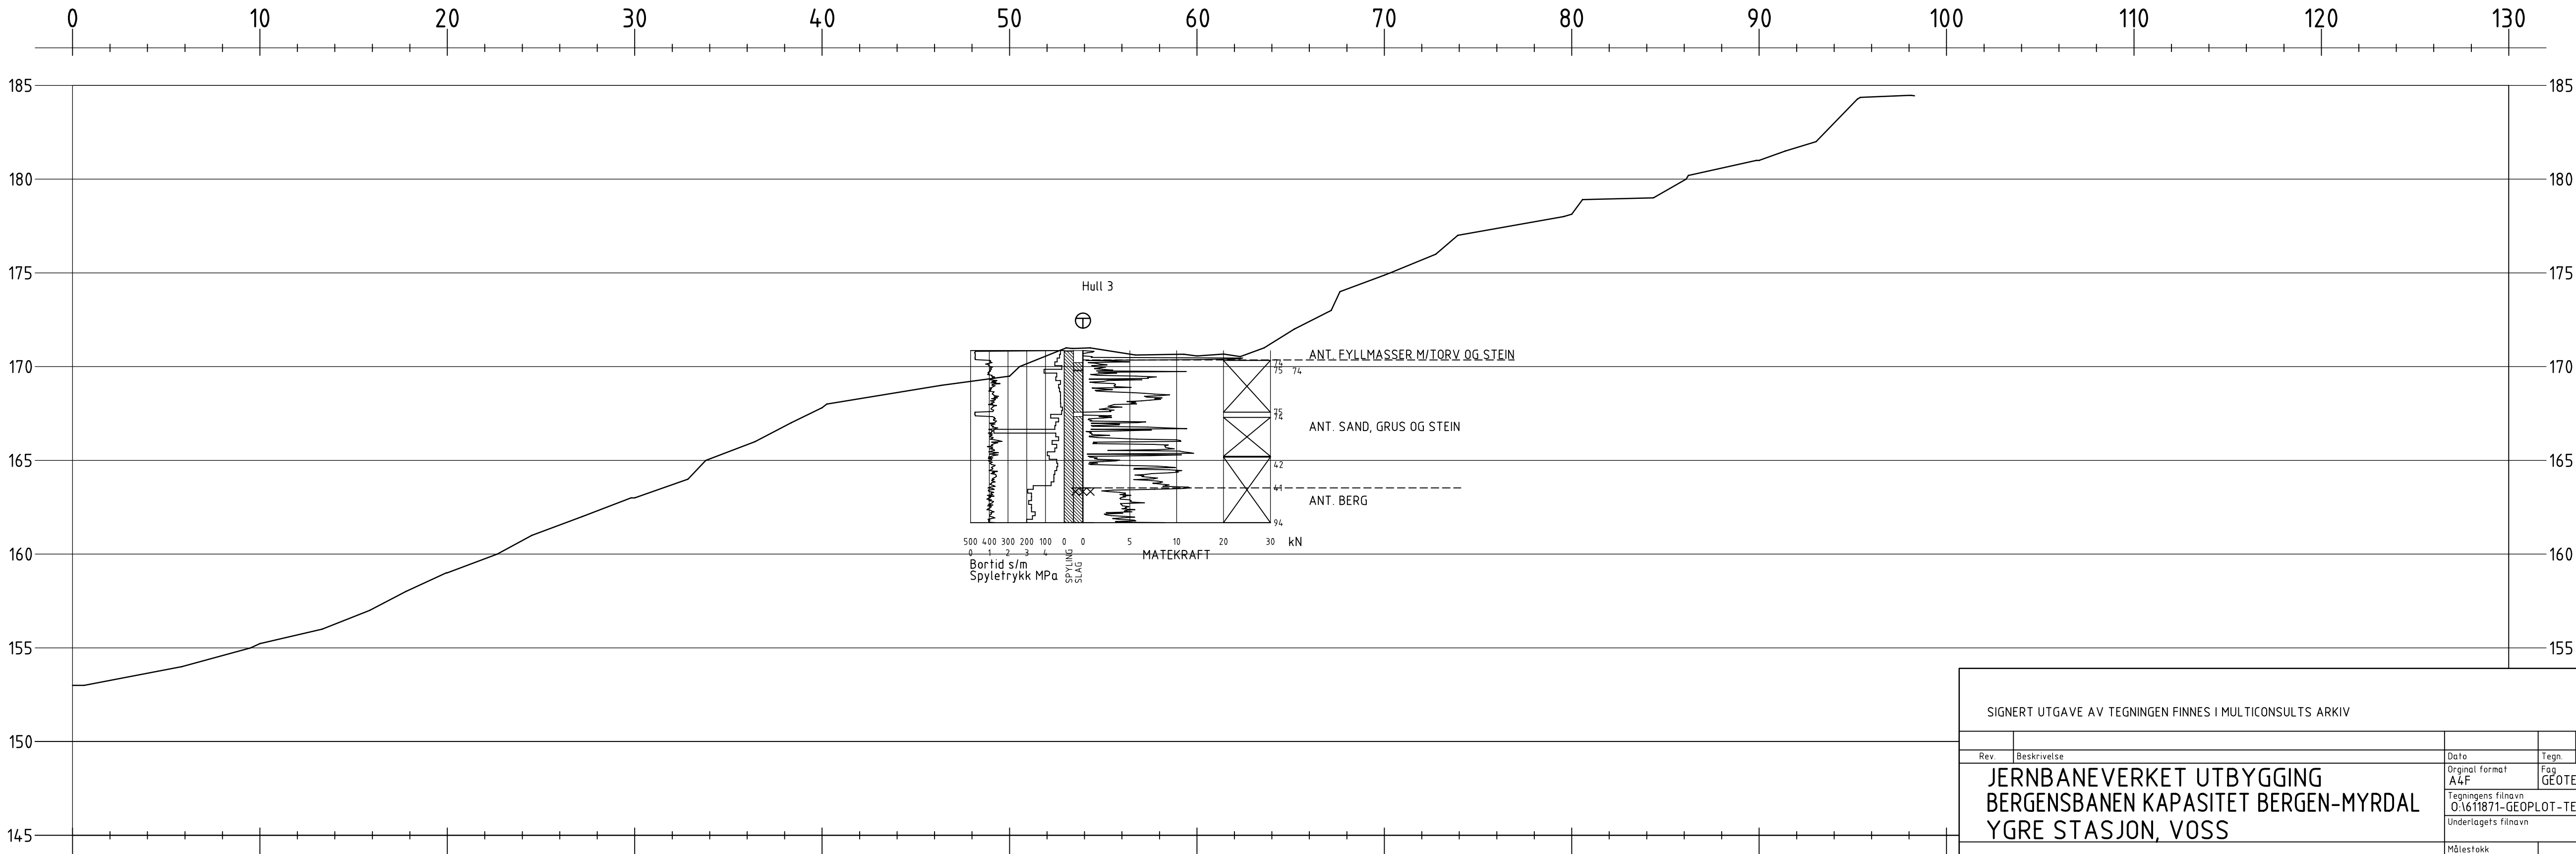 0 10 20 30 40 50 60 70 80 90 100 110 120 130
185 185
180 180
175 175
Hull 3
ANT. FYLLMASSER M/TORV OG STEIN
74
170 170
75 74
75
74
ANT. SAND, GRUS OG STEIN
165 165
42
41
ANT. BERG
94
500 400 300 200 100 0 0 5 10 20 30 kN
0 1 2 3 4
MATEKRAFT
160 160
Bortid s/m
Spyletrykk MPa
SPYLING
SLAG
155 155
SIGNERT UTGAVE AV TEGNINGEN FINNES I MULTICONSULTS ARKIV
150
Rev. Beskrivelse Dato Tegn.
JERNBANEVERKET UTBYGGING
Orginal format Fag
A4F GEOTE
BERGENSBANEN KAPASITET BERGEN-MYRDAL
Tegningens filnavn
O:\611871-GEOPLOT-TE
YGRE STASJON, VOSS
Underlagets filnavn
145
Målestokk